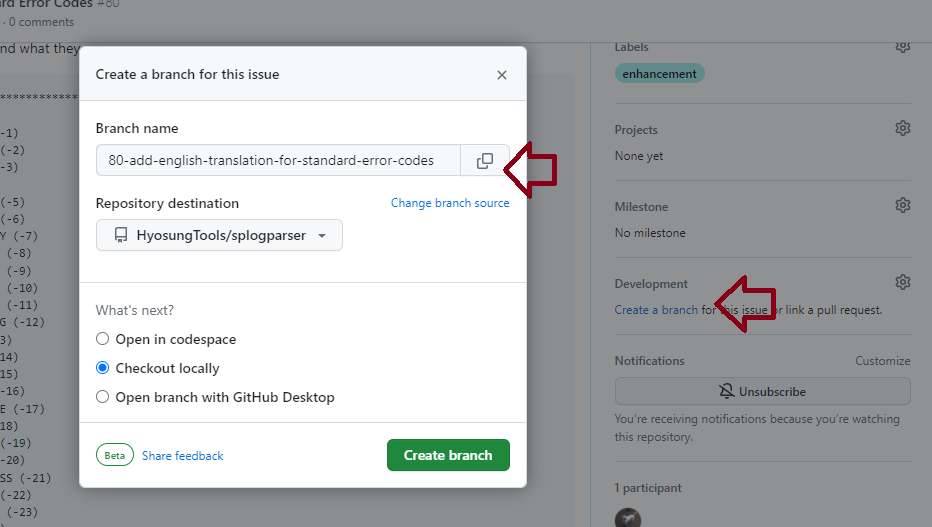 rd Error Codes #80
· 0 comments
nd what they
************
-1)
(-2)
-3)
(-5)
(-6)
Y (-7)
(-8)
(-9)
(-10)
(-11)
G (-12)
3)
14)
15)
-16)
E (-17)
18)
(-19)
-20)
SS (-21)
(-22)
(-23)
Create a branch for this issue
Branch name
80-add-english-translation-for-standard-error-codes
Repository destination
Change branch source
HyosungTools/splogparser
What's next?
Open in codespace
Checkout locally
Open branch with GitHub Desktop
Beta
Share feedback
Create branch
Labels
enhancement
Projects
None yet
Milestone
No milestone
Development
Create a branch for this issue or link a pull request.
Notifications
Customize
Unsubscribe
You're receiving notifications because you're watching
this repository.
1 participant